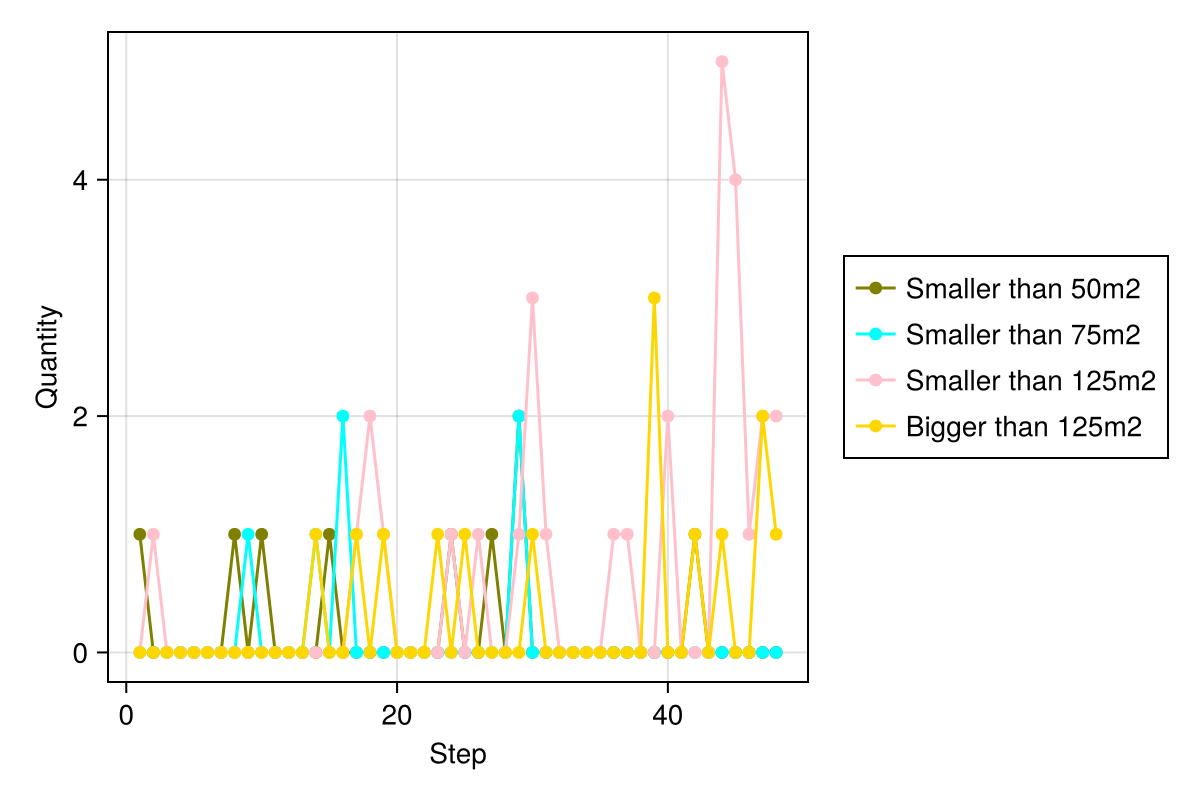 Quantity
4
2
0
0
20
40
Step
Smaller than 50m2
Smaller than 75m2
Smaller than 125m2
Bigger than 125m2